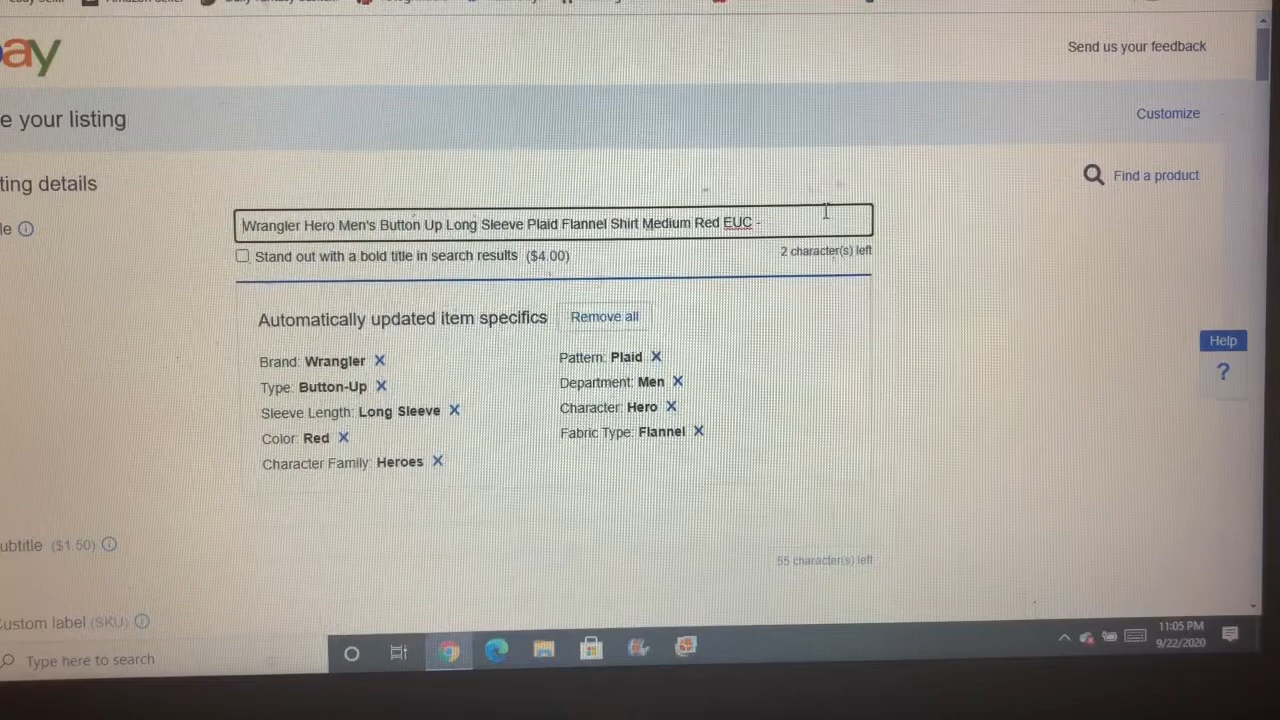 ay
Send us your feedback
e your listing
Customize
ting details
Find a product
le
Wrangler Hero Men's Button Up Long Sleeve Plaid Flannel Shirt Medium Red EUC -
Stand out with a bold title in search results ($4.00)
2 character(s) left
Automatically updated item specifics
Remove all
Brand: Wrangler X
Pattern: Plaid X
Type: Button-Up X
Department: Men X
Sleeve Length: Long Sleeve X
Character: Hero X
Color: Red X
Fabric Type: Flannel X
Character Family: Heroes X
Help
?
ubtitle ($1.50)
55 character(s) left
Custom label (SKU)
Type here to search
11:05 PM
9/22/2020